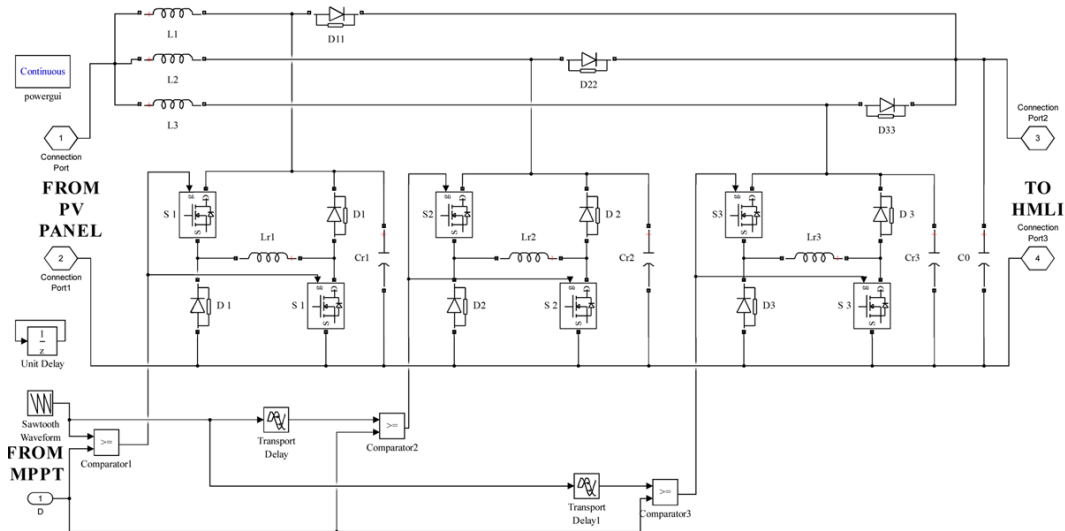 L1
D11
L2
D22
L3
D33
Continuous
powergui
1
Connection
Port
FROM
PV
PANEL
2
Connection
Port1
Connection
Port2
3
TO
HMLI
Connection
Port3
4
S 1
g
D
S
D1
Lr1
Cr1
D 1
S 1
g
D
S
S2
g
D
S
D 2
Lr2
Cr2
D2
S 2
g
D
S
S3
g
D
S
D 3
Lr3
Cr3
C0
D3
S 3
g
D
S
1
z
Unit Delay
Sawtooth
Waveform
FROM
MPPT
>=
Comparator1
Transport
Delay
>=
Comparator2
Transport
Delay1
>=
Comparator3
1
D